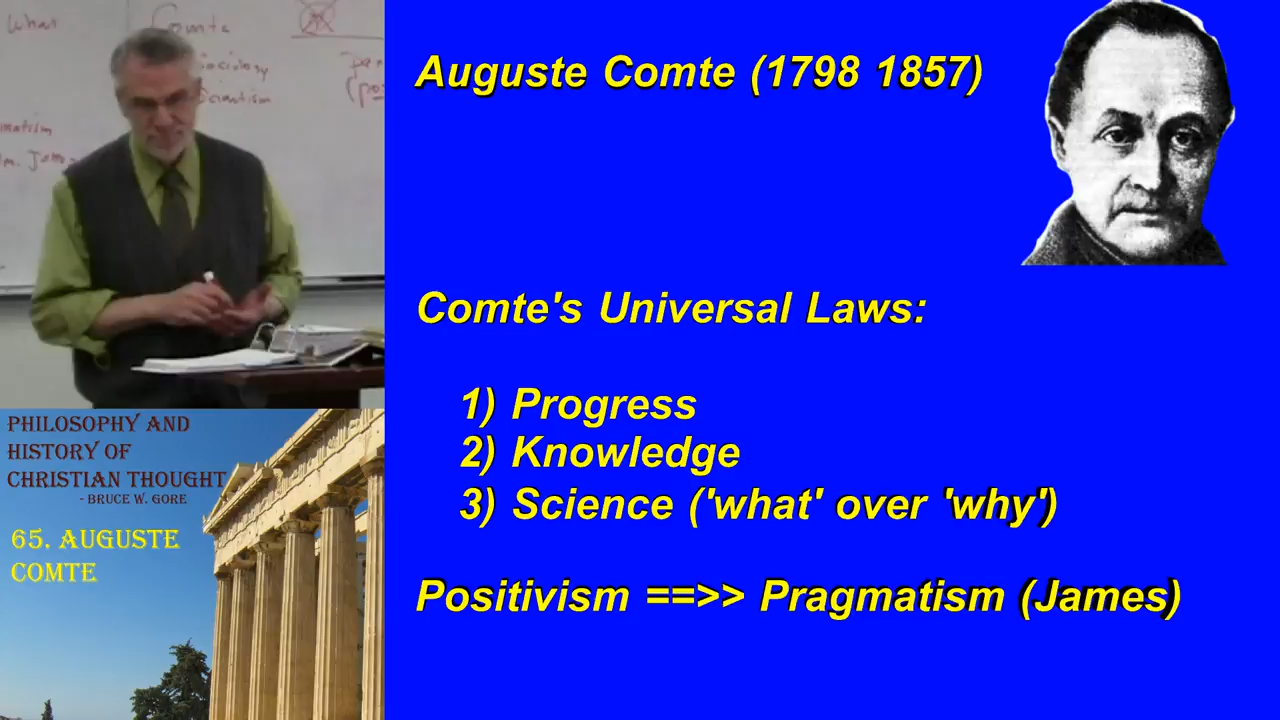 What
Comte
Sociology
Scientism
Auguste Comte (1798 1857)
Comte's Universal Laws:
1) Progress
2) Knowledge
3) Science ('what' over 'why')
Positivism ==>> Pragmatism (James)
PHILOSOPHY AND
HISTORY OF
CHRISTIAN THOUGHT
- BRUCE W. GORE
65. AUGUSTE
COMTE